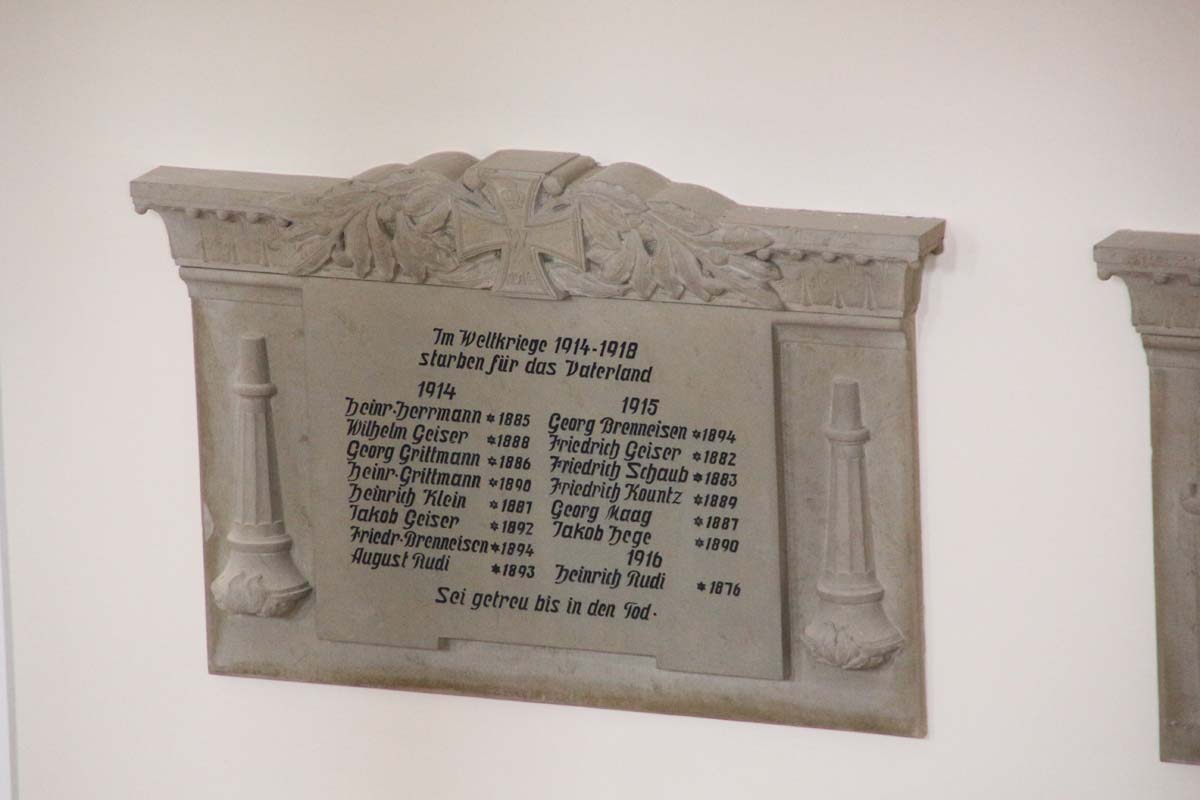 Im Weltkriege 1914-1918
starben für das Vaterland
1914
Heinr. Herrmann * 1885
Wilhelm Geiser * 1888
Georg Grittmann * 1886
Heinr. Grittmann * 1890
Heinrich Klein * 1887
Jakob Geiser * 1892
Friedr. Brenneisen * 1894
August Rudi * 1893
1915
Georg Brenneisen * 1894
Friedrich Geiser * 1882
Friedrich Schaub * 1883
Friedrich Kountz * 1889
Georg Maag * 1887
Jakob Hege * 1890
1916
Heinrich Rudi * 1876
Sei getreu bis in den Tod.